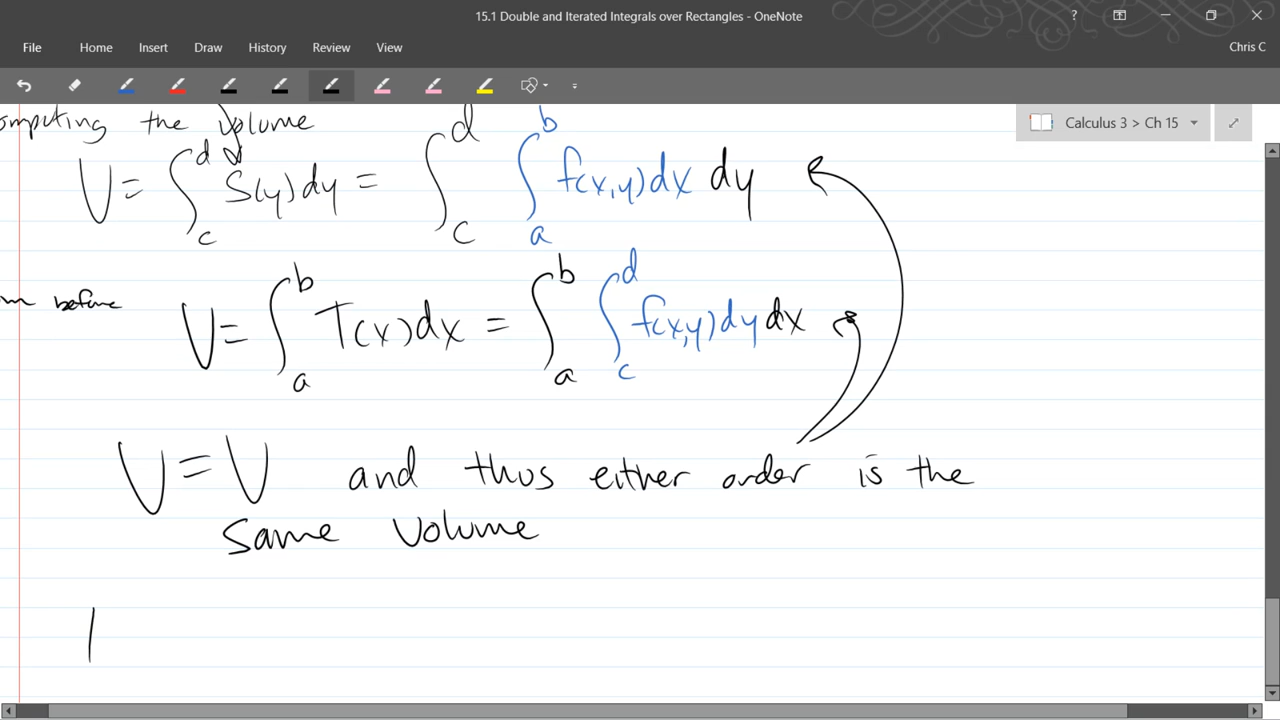 15.1 Double and Iterated Integrals over Rectangles - OneNote
?
File Home Insert Draw History Review View
Chris C
Calculus 3 > Ch 15
omputing the volume
V = ∫_c^d S(y)dy = ∫_c^d ∫_a^b f(x,y)dx dy
m before V = ∫_a^b T(x)dx = ∫_a^b ∫_c^d f(x,y)dy dx
V = V and thus either order is the
same volume